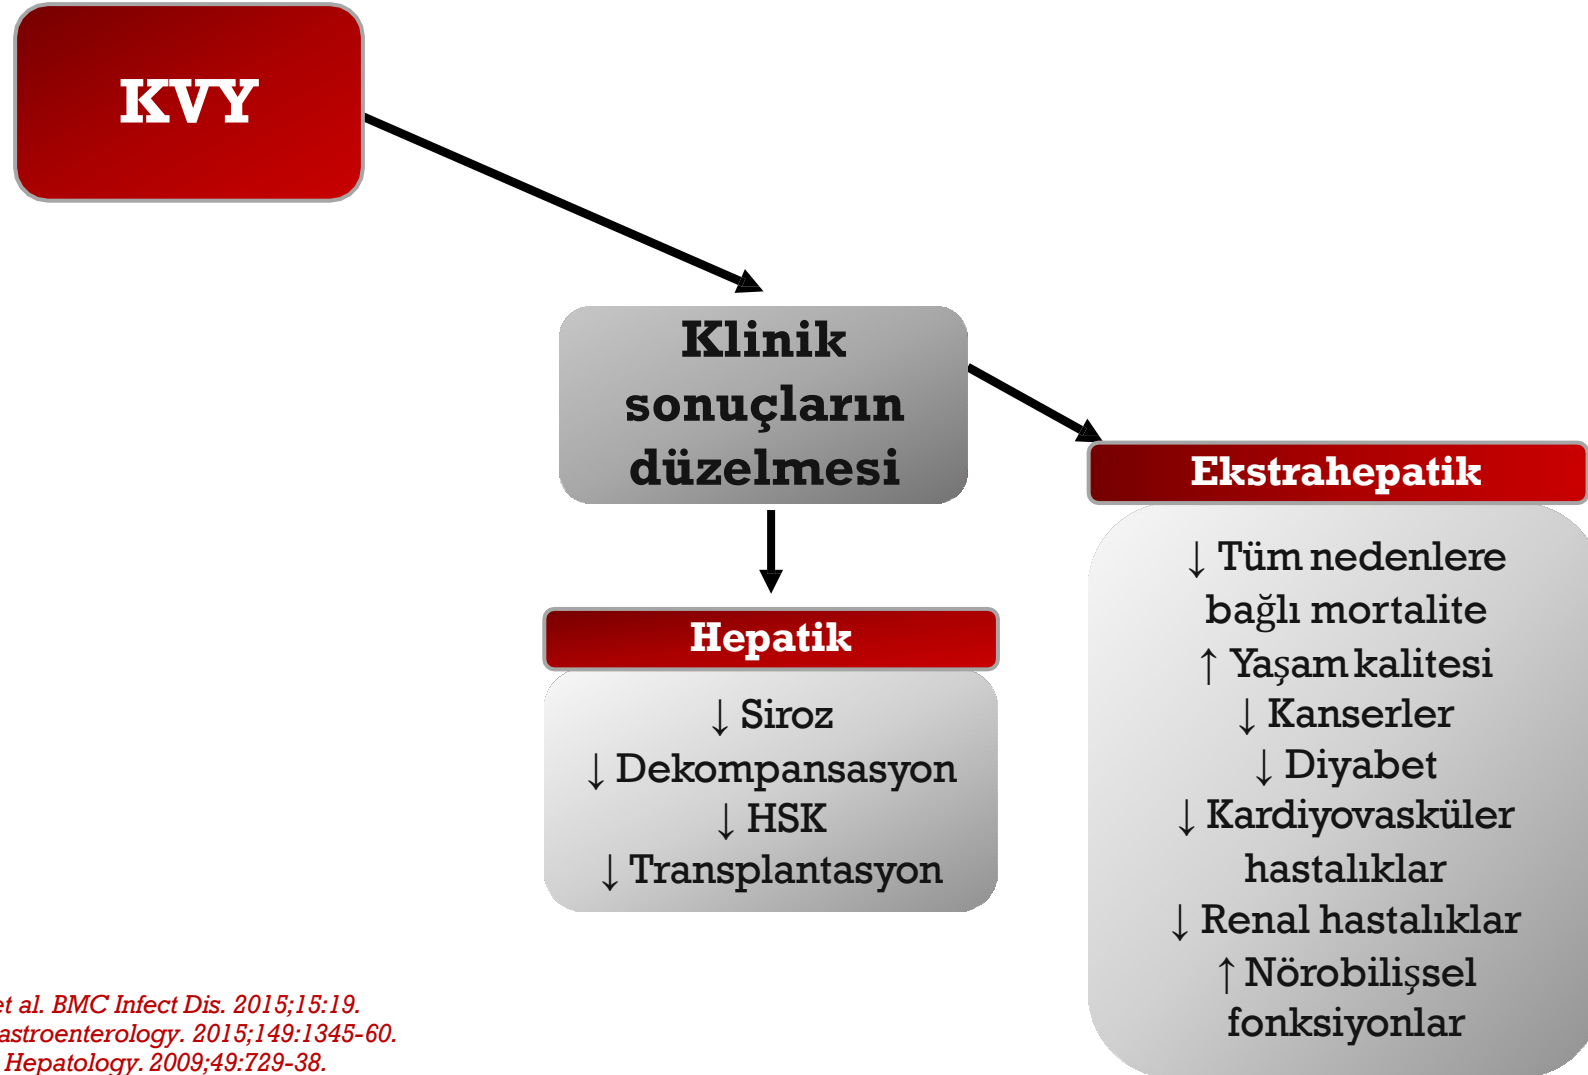 KVY
Klinik
sonuçların
düzelmesi
Ekstrahepatik
↓ Tüm nedenlere
bağlı mortalite
↑ Yaşam kalitesi
↓ Kanserler
↓ Diyabet
↓ Kardiyovasküler
hastalıklar
↓ Renal hastalıklar
↑ Nörobilişsel
fonksiyonlar
Hepatik
↓ Siroz
↓ Dekompansasyon
↓ HSK
↓ Transplantasyon
et al. BMC Infect Dis. 2015;15:19.
astroenterology. 2015;149:1345-60.
Hepatology. 2009;49:729-38.